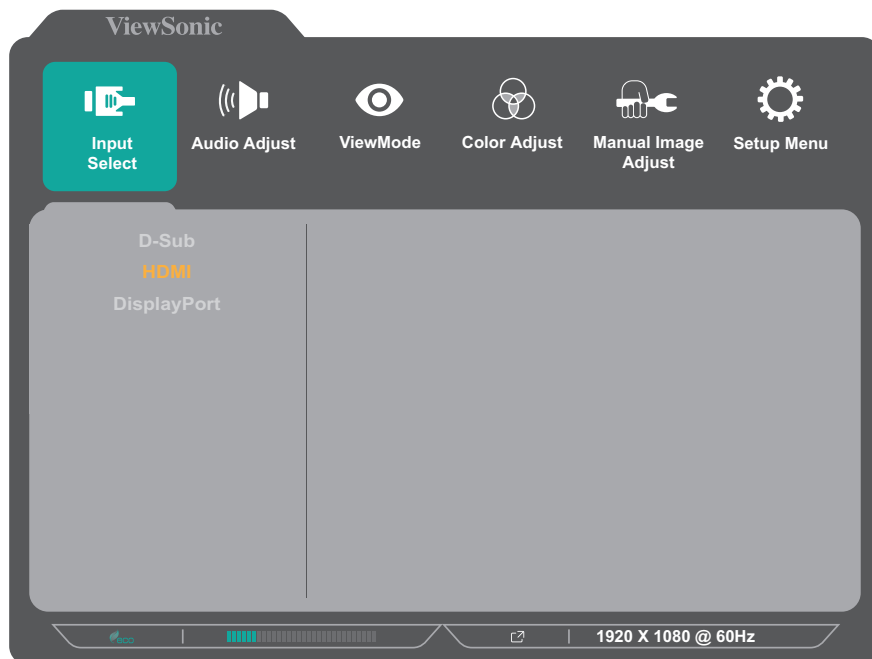 ViewSonic
Input
Select
Audio Adjust
ViewMode
Color Adjust
Manual Image
Adjust
Setup Menu
D-Sub
HDMI
DisplayPort
eco
1920 X 1080 @ 60Hz